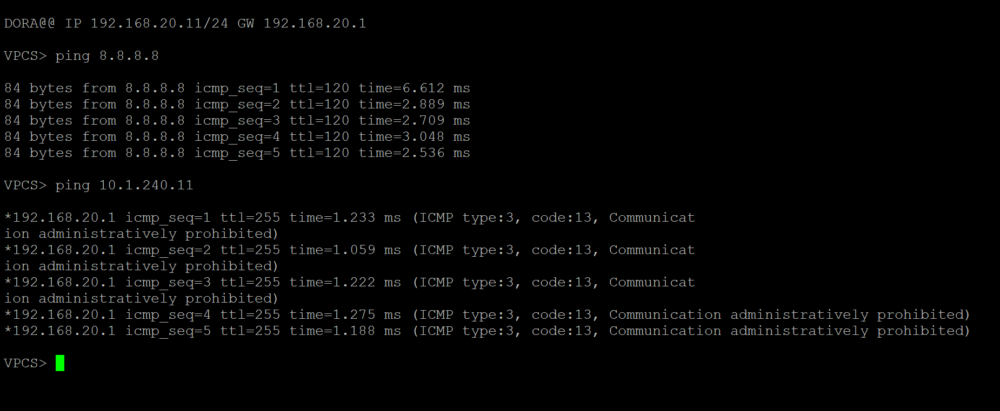 DORA@@ IP 192.168.20.11/24 GW 192.168.20.1
VPCS> ping 8.8.8.8
84 bytes from 8.8.8.8 icmp_seq=1 ttl=120 time=6.612 ms
84 bytes from 8.8.8.8 icmp_seq=2 ttl=120 time=2.889 ms
84 bytes from 8.8.8.8 icmp_seq=3 ttl=120 time=2.709 ms
84 bytes from 8.8.8.8 icmp_seq=4 ttl=120 time=3.048 ms
84 bytes from 8.8.8.8 icmp_seq=5 ttl=120 time=2.536 ms
VPCS> ping 10.1.240.11
*192.168.20.1 icmp_seq=1 ttl=255 time=1.233 ms (ICMP type:3, code:13, Communicat
ion administratively prohibited)
*192.168.20.1 icmp_seq=2 ttl=255 time=1.059 ms (ICMP type:3, code:13, Communicat
ion administratively prohibited)
*192.168.20.1 icmp_seq=3 ttl=255 time=1.222 ms (ICMP type:3, code:13, Communicat
ion administratively prohibited)
*192.168.20.1 icmp_seq=4 ttl=255 time=1.275 ms (ICMP type:3, code:13, Communication administratively prohibited)
*192.168.20.1 icmp_seq=5 ttl=255 time=1.188 ms (ICMP type:3, code:13, Communication administratively prohibited)
VPCS>